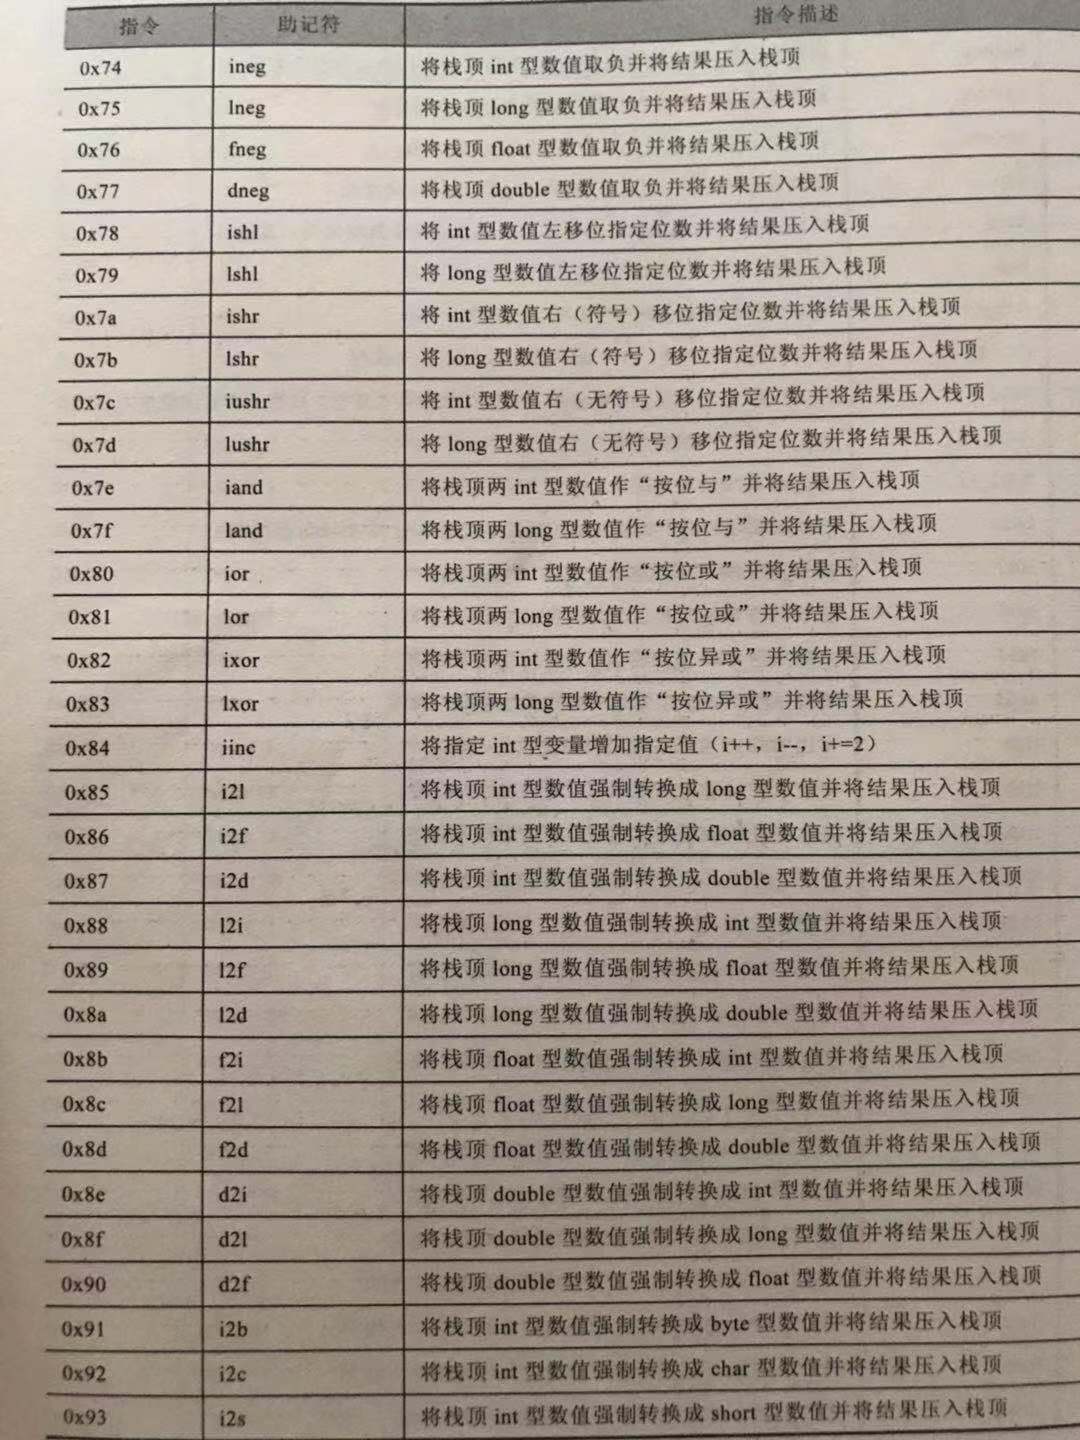 指令 助记符 指令描述
0x74 ineg 将栈顶 int 型数值取负并将结果压入栈顶
0x75 lneg 将栈顶 long 型数值取负并将结果压入栈顶
0x76 fneg 将栈顶 float 型数值取负并将结果压入栈顶
0x77 dneg 将栈顶 double 型数值取负并将结果压入栈顶
0x78 ishl 将 int 型数值左移位指定位数并将结果压入栈顶
0x79 lshl 将 long 型数值左移位指定位数并将结果压入栈顶
0x7a ishr 将 int 型数值右（符号）移位指定位数并将结果压入栈顶
0x7b lshr 将 long 型数值右（符号）移位指定位数并将结果压入栈顶
0x7c iushr 将 int 型数值右（无符号）移位指定位数并将结果压入栈顶
0x7d lushr 将 long 型数值右（无符号）移位指定位数并将结果压入栈顶
0x7e iand 将栈顶两 int 型数值作“按位与”并将结果压入栈顶
0x7f land 将栈顶两 long 型数值作“按位与”并将结果压入栈顶
0x80 ior 将栈顶两 int 型数值作“按位或”并将结果压入栈顶
0x81 lor 将栈顶两 long 型数值作“按位或”并将结果压入栈顶
0x82 ixor 将栈顶两 int 型数值作“按位异或”并将结果压入栈顶
0x83 lxor 将栈顶两 long 型数值作“按位异或”并将结果压入栈顶
0x84 iinc 将指定 int 型变量增加指定值（i++，i--，i+=2）
0x85 i2l 将栈顶 int 型数值强制转换成 long 型数值并将结果压入栈顶
0x86 i2f 将栈顶 int 型数值强制转换成 float 型数值并将结果压入栈顶
0x87 i2d 将栈顶 int 型数值强制转换成 double 型数值并将结果压入栈顶
0x88 l2i 将栈顶 long 型数值强制转换成 int 型数值并将结果压入栈顶
0x89 l2f 将栈顶 long 型数值强制转换成 float 型数值并将结果压入栈顶
0x8a l2d 将栈顶 long 型数值强制转换成 double 型数值并将结果压入栈顶
0x8b f2i 将栈顶 float 型数值强制转换成 int 型数值并将结果压入栈顶
0x8c f2l 将栈顶 float 型数值强制转换成 long 型数值并将结果压入栈顶
0x8d f2d 将栈顶 float 型数值强制转换成 double 型数值并将结果压入栈顶
0x8e d2i 将栈顶 double 型数值强制转换成 int 型数值并将结果压入栈顶
0x8f d2l 将栈顶 double 型数值强制转换成 long 型数值并将结果压入栈顶
0x90 d2f 将栈顶 double 型数值强制转换成 float 型数值并将结果压入栈顶
0x91 i2b 将栈顶 int 型数值强制转换成 byte 型数值并将结果压入栈顶
0x92 i2c 将栈顶 int 型数值强制转换成 char 型数值并将结果压入栈顶
0x93 i2s 将栈顶 int 型数值强制转换成 short 型数值并将结果压入栈顶